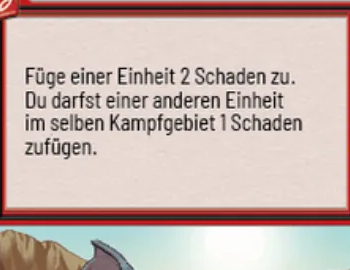 Füge einer Einheit 2 Schaden zu.
Du darfst einer anderen Einheit
im selben Kampfgebiet 1 Schaden
zufügen.